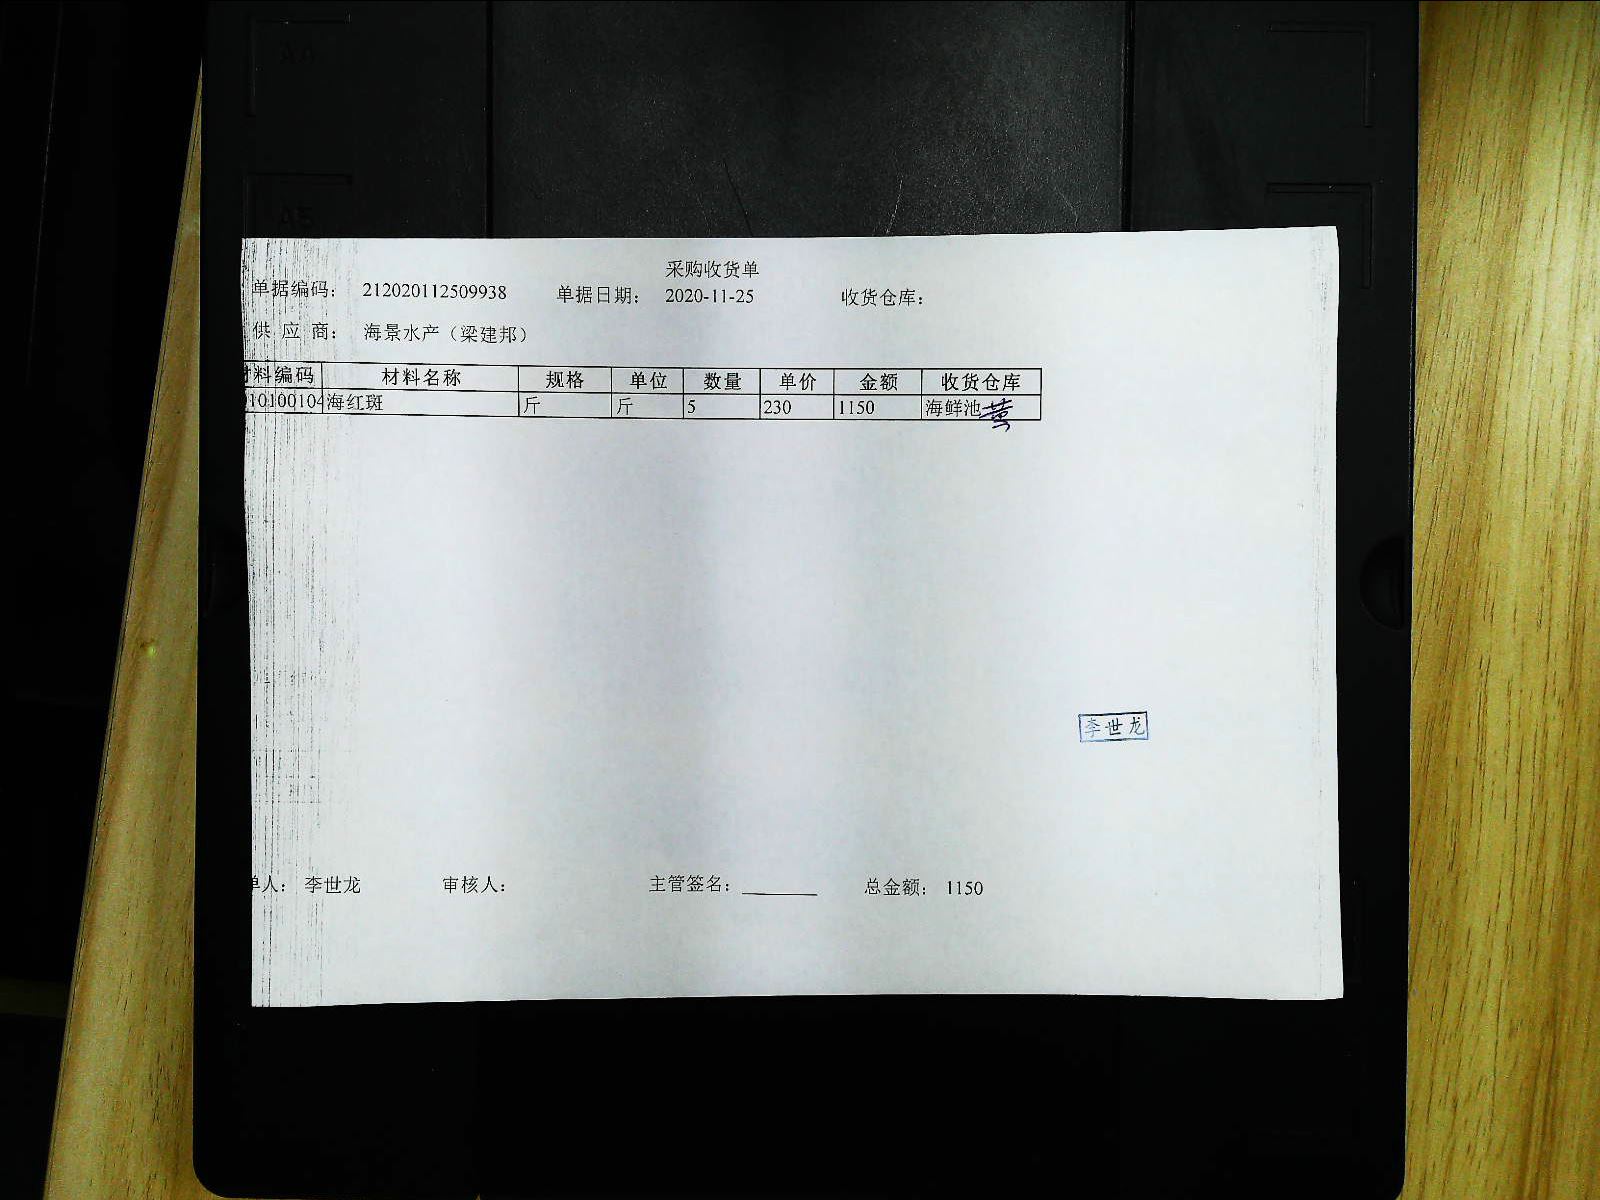 采购收货单
单据编码： 212020112509938 单据日期： 2020-11-25 收货仓库：
供 应 商： 海景水产（梁建邦）
材料编码 材料名称 规格 单位 数量 单价 金额 收货仓库
10100104 海红斑 斤 斤 5 230 1150 海鲜池
李世龙
单人： 李世龙 审核人： 主管签名： 总金额： 1150